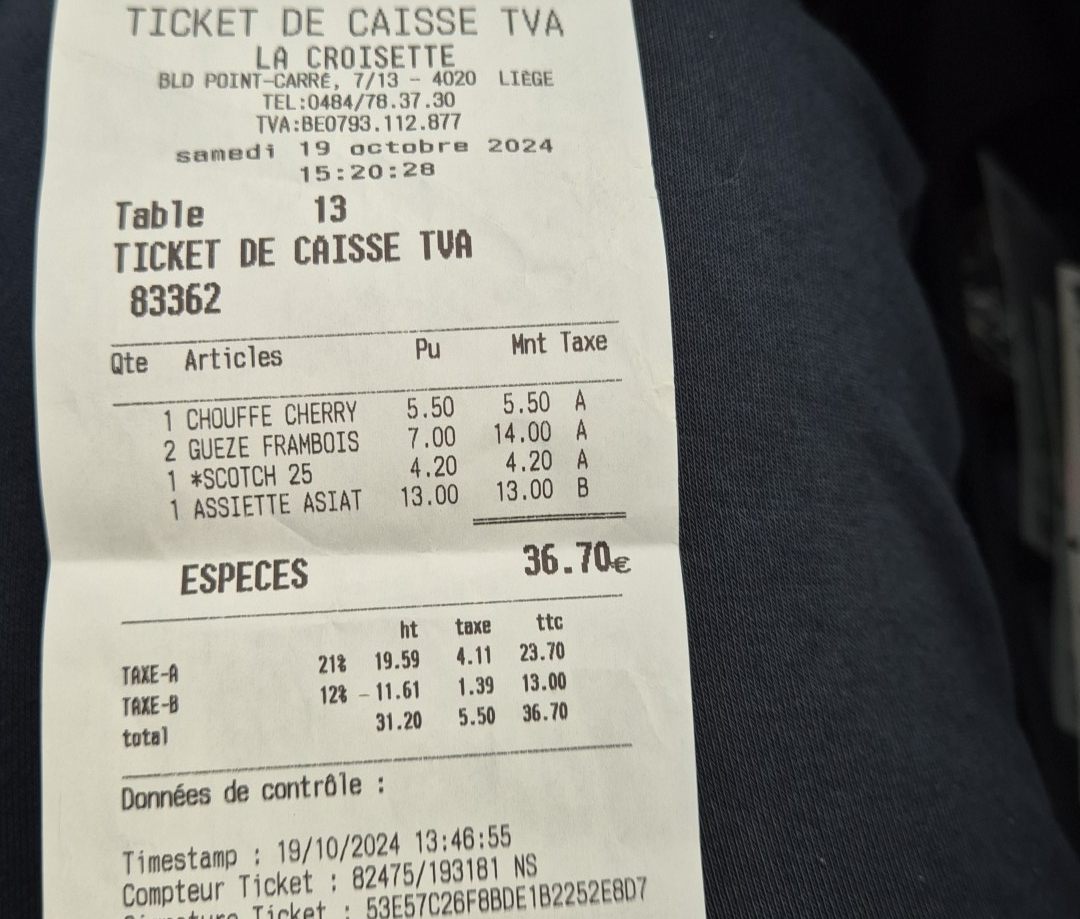 TICKET DE CAISSE TVA
LA CROISETTE
BLD POINT-CARRÉ, 7/13 - 4020 LIÈGE
TEL:0484/78.37.30
TVA:BE0793.112.877
samedi 19 octobre 2024
15:20:28
Table 13
TICKET DE CAISSE TVA
83362
Qte Articles Pu Mnt Taxe
1 CHOUFFE CHERRY 5.50 5.50 A
2 GUEZE FRAMBOIS 7.00 14.00 A
1 *SCOTCH 25 4.20 4.20 A
1 ASSIETTE ASIAT 13.00 13.00 B
ESPECES 36.70€
ht taxe ttc
TAXE-A 21% 19.59 4.11 23.70
TAXE-B 12% 11.61 1.39 13.00
total 31.20 5.50 36.70
Données de contrôle :
Timestamp : 19/10/2024 13:46:55
Compteur Ticket : 82475/193181 NS
Ticket : 53E57C26F8BDE1B2252E8D7